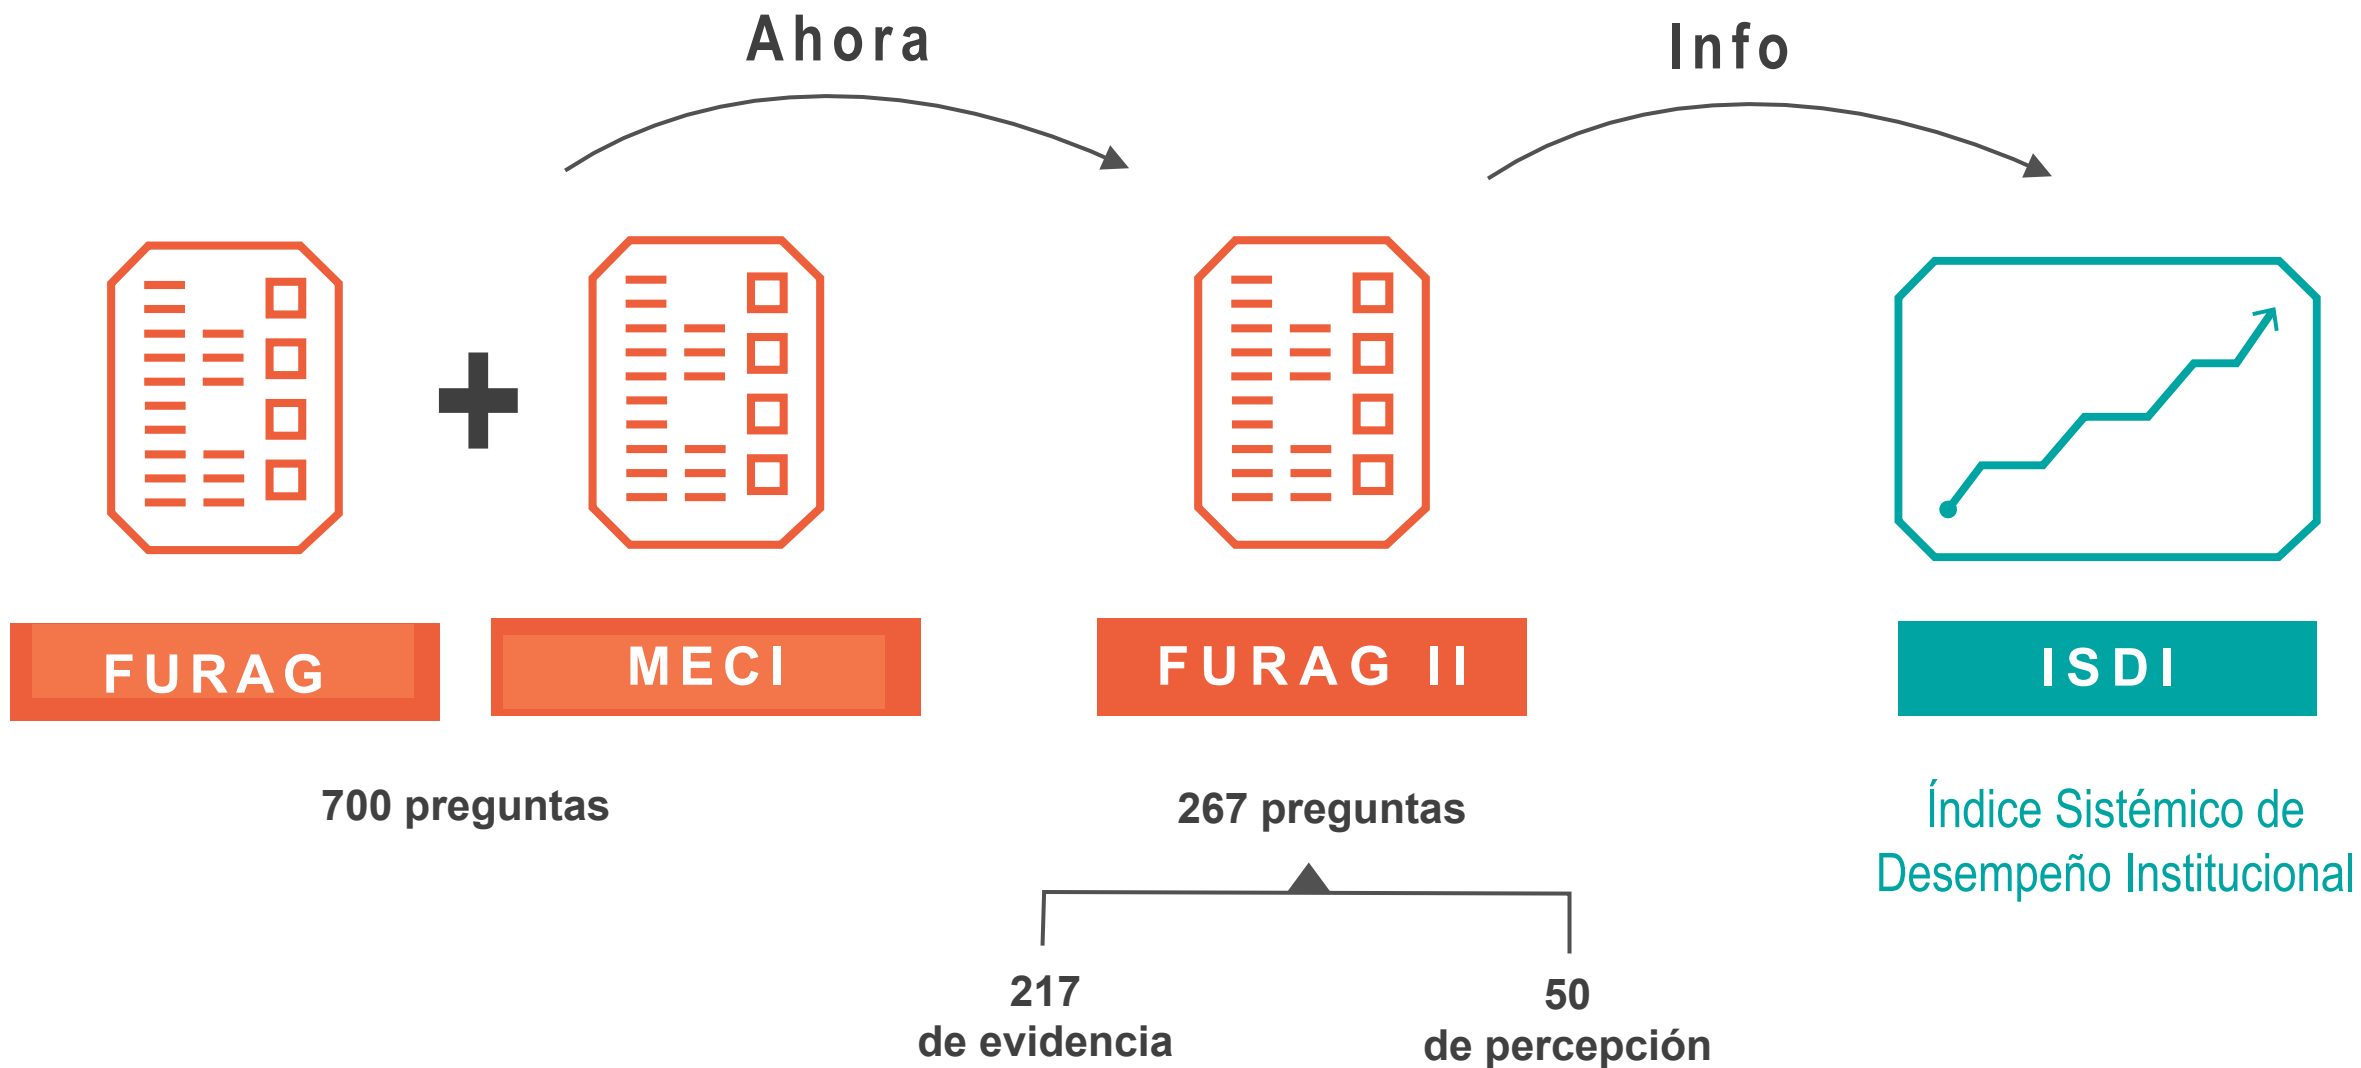 Ahora
Info
FURAG
MECI
FURAG II
ISDI
700 preguntas
267 preguntas
Índice Sistémico de
Desempeño Institucional
217
de evidencia
50
de percepción